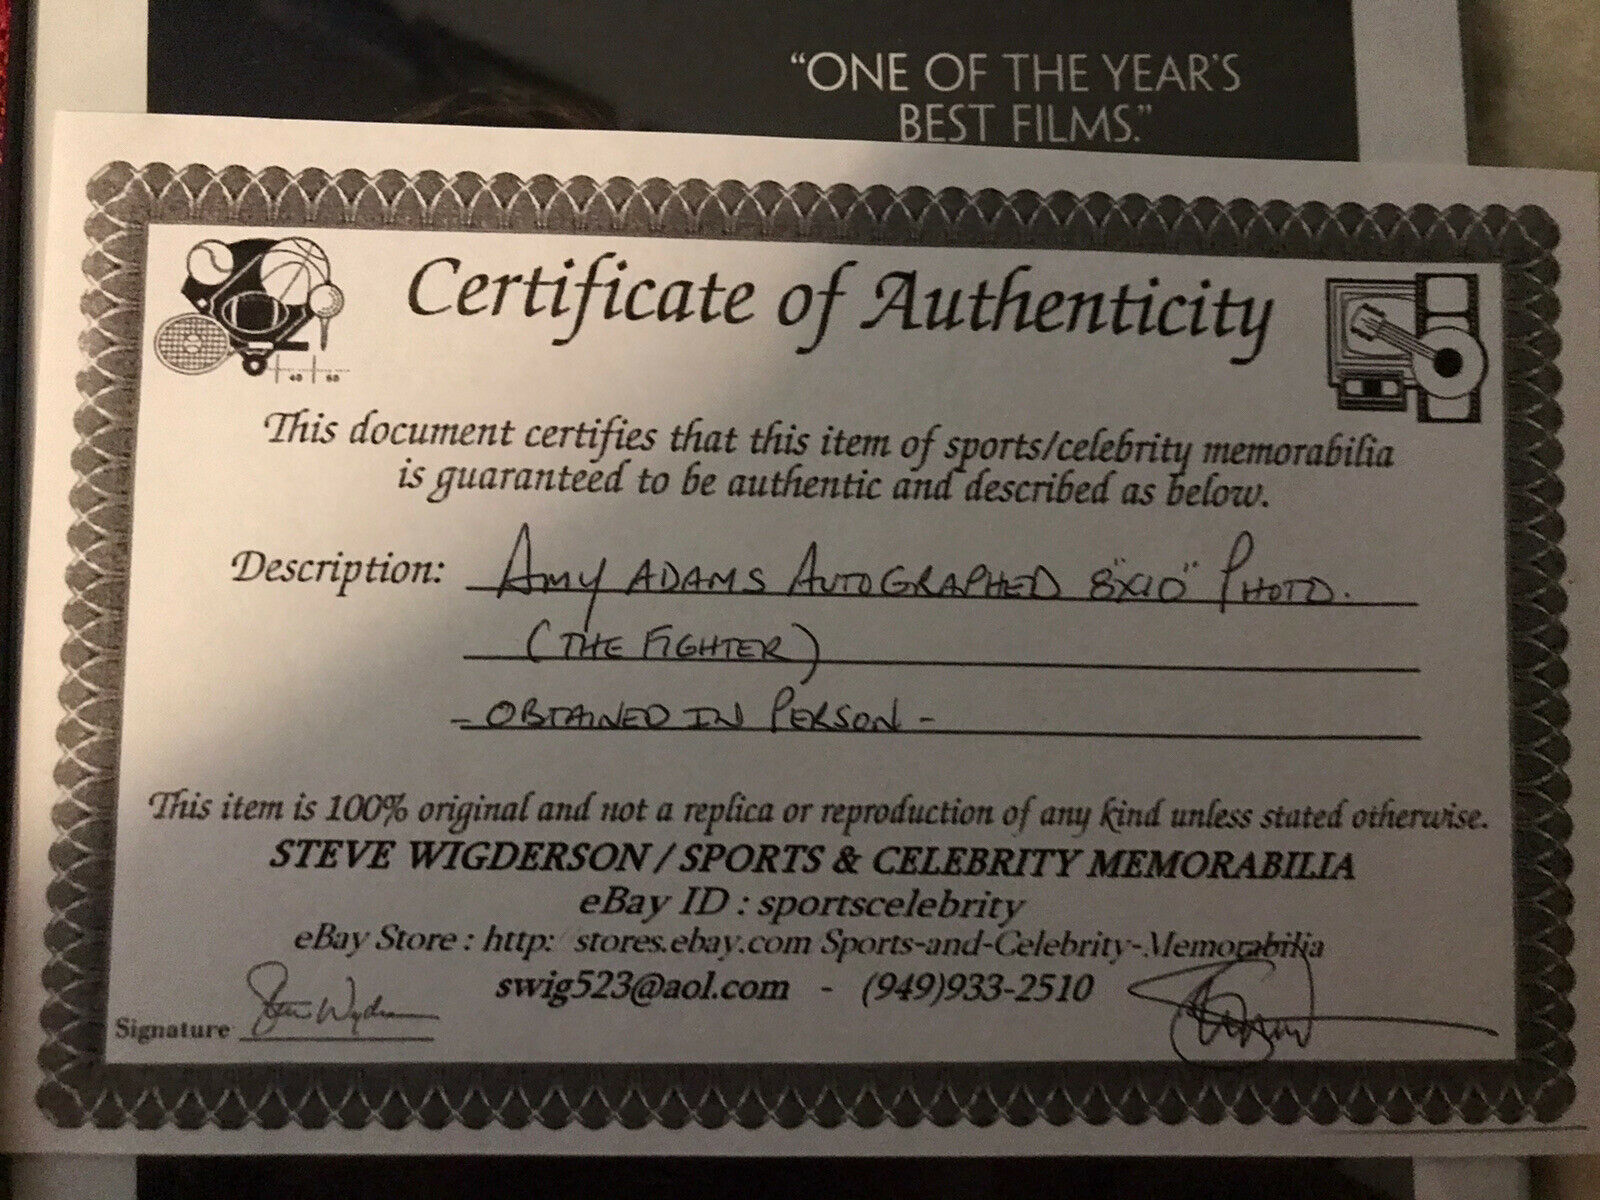 “ONE OF THE YEAR'S
BEST FILMS.”
Certificate of Authenticity
40 60
This document certifies that this item of sports/celebrity memorabilia
is guaranteed to be authentic and described as below.
Description: AMY ADAMS AUTOGRAPHED 8"X10" PHOTO.
(THE FIGHTER)
- OBTAINED IN PERSON -
This item is 100% original and not a replica or reproduction of any kind unless stated otherwise.
STEVE WIGDERSON / SPORTS & CELEBRITY MEMORABILIA
eBay ID : sportscelebrity
eBay Store : http: stores.ebay.com Sports-and-Celebrity-Memorabilia
swig523@aol.com - (949)933-2510
Signature Steve Wigderson